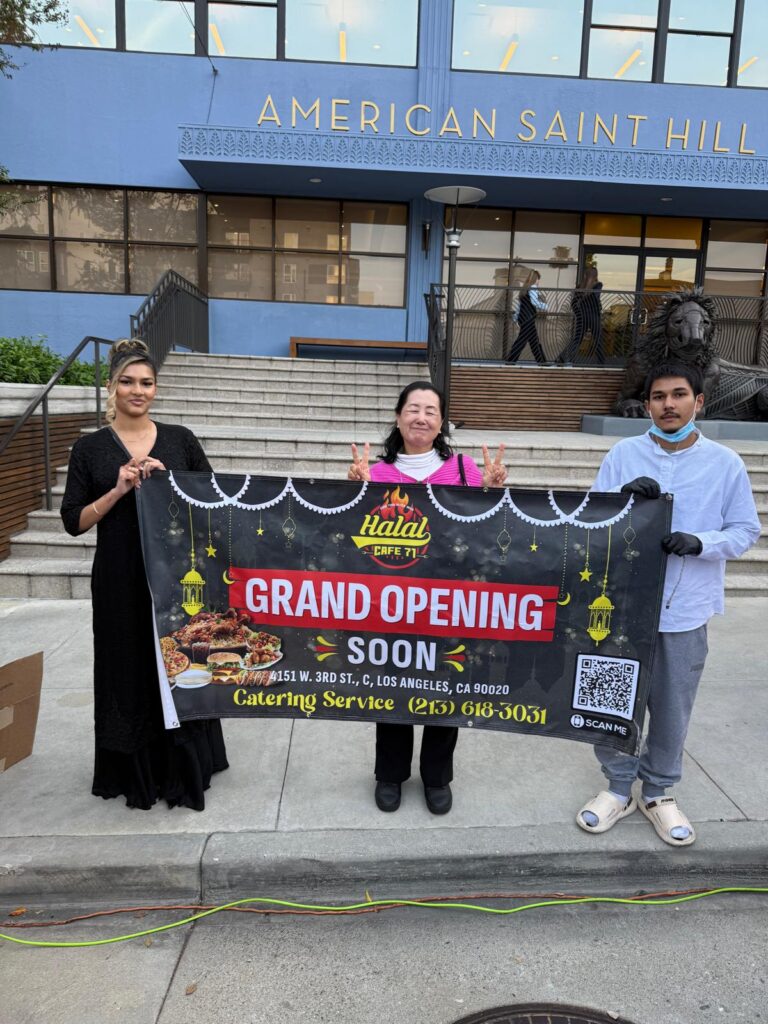 AMERICAN SAINT HILL
Halal
CAFE 71
GRAND OPENING
SOON
4151 W. 3RD ST., C, LOS ANGELES, CA 90020
Catering Service (213) 618-3031
SCAN ME